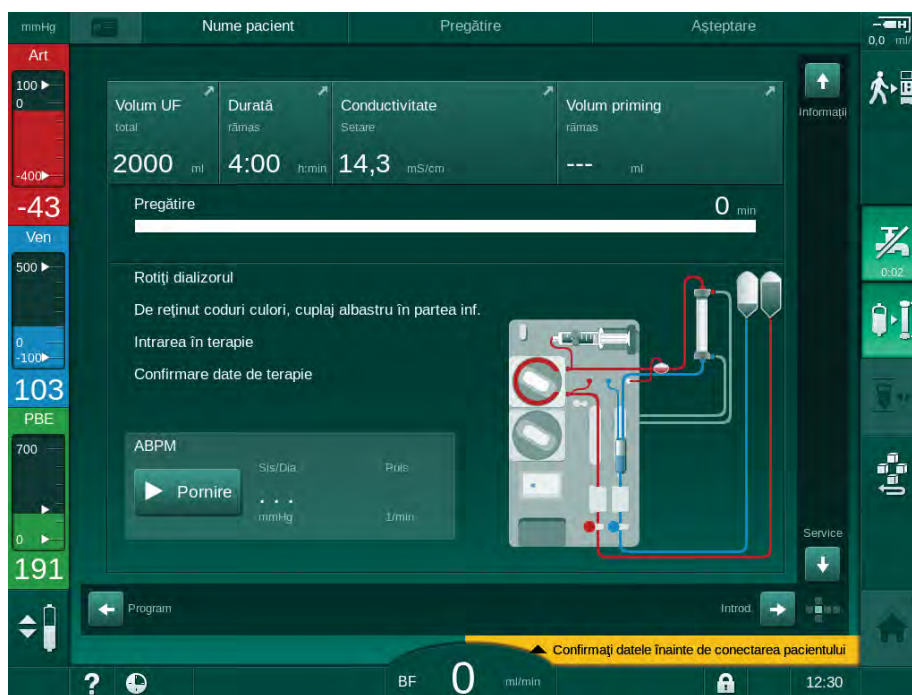 mmHg
Nume pacient
Pregătire
Așteptare
0,0 ml/
Art
100
0
-400
-43
Ven
500
0
-100
103
PBE
700
0
191
Volum UF
total
2000 ml
Durată
rămas
4:00 h:min
Conductivitate
Setare
14,3 mS/cm
Volum priming
rămas
--- ml
Informații
Pregătire
0 min
Rotiți dializorul
De reținut coduri culori, cuplaj albastru în partea inf.
Intrarea în terapie
Confirmare date de terapie
ABPM
Pornire
Sis/Dia
. . .
mmHg
Puls
1/min
0:02
Service
Program
Introd.
Confirmați datele înainte de conectarea pacientului
?
BF 0 ml/min
12:30